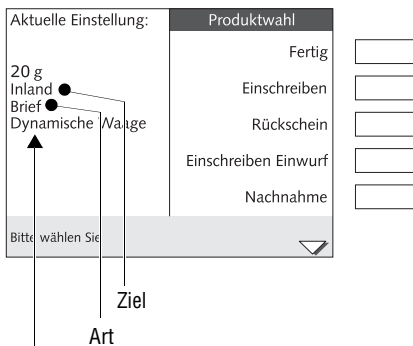 Aktuelle Einstellung:
Produktwahl
Fertig
20 g
Inland
Einschreiben
Brief
Dynamische Waage
Rückschein
Einschreiben Einwurf
Nachnahme
Bitte wählen Sie
Ziel
Art